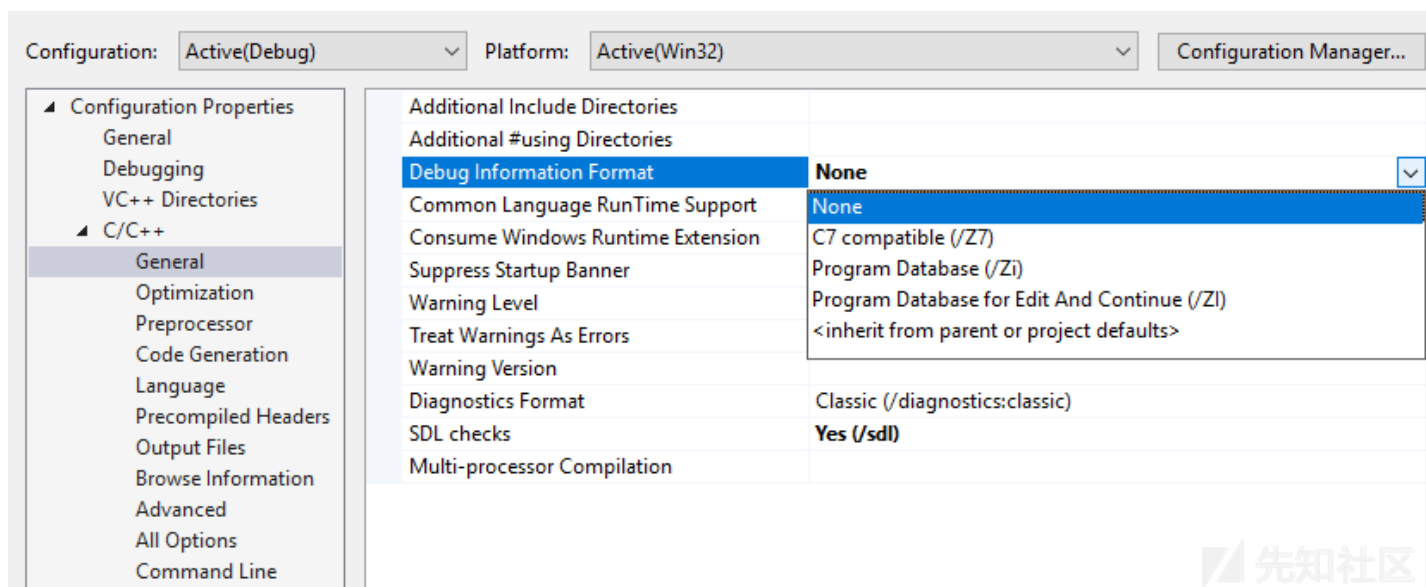 Configuration: Active(Debug) Platform: Active(Win32) Configuration Manager...
Configuration Properties
General
Debugging
VC++ Directories
C/C++
General
Optimization
Preprocessor
Code Generation
Language
Precompiled Headers
Output Files
Browse Information
Advanced
All Options
Command Line
Additional Include Directories
Additional #using Directories
Debug Information Format None
Common Language RunTime Support
Consume Windows Runtime Extension
Suppress Startup Banner
Warning Level
Treat Warnings As Errors
Warning Version
Diagnostics Format Classic (/diagnostics:classic)
SDL checks Yes (/sdl)
Multi-processor Compilation
None
C7 compatible (/Z7)
Program Database (/Zi)
Program Database for Edit And Continue (/ZI)
<inherit from parent or project defaults>
先知社区